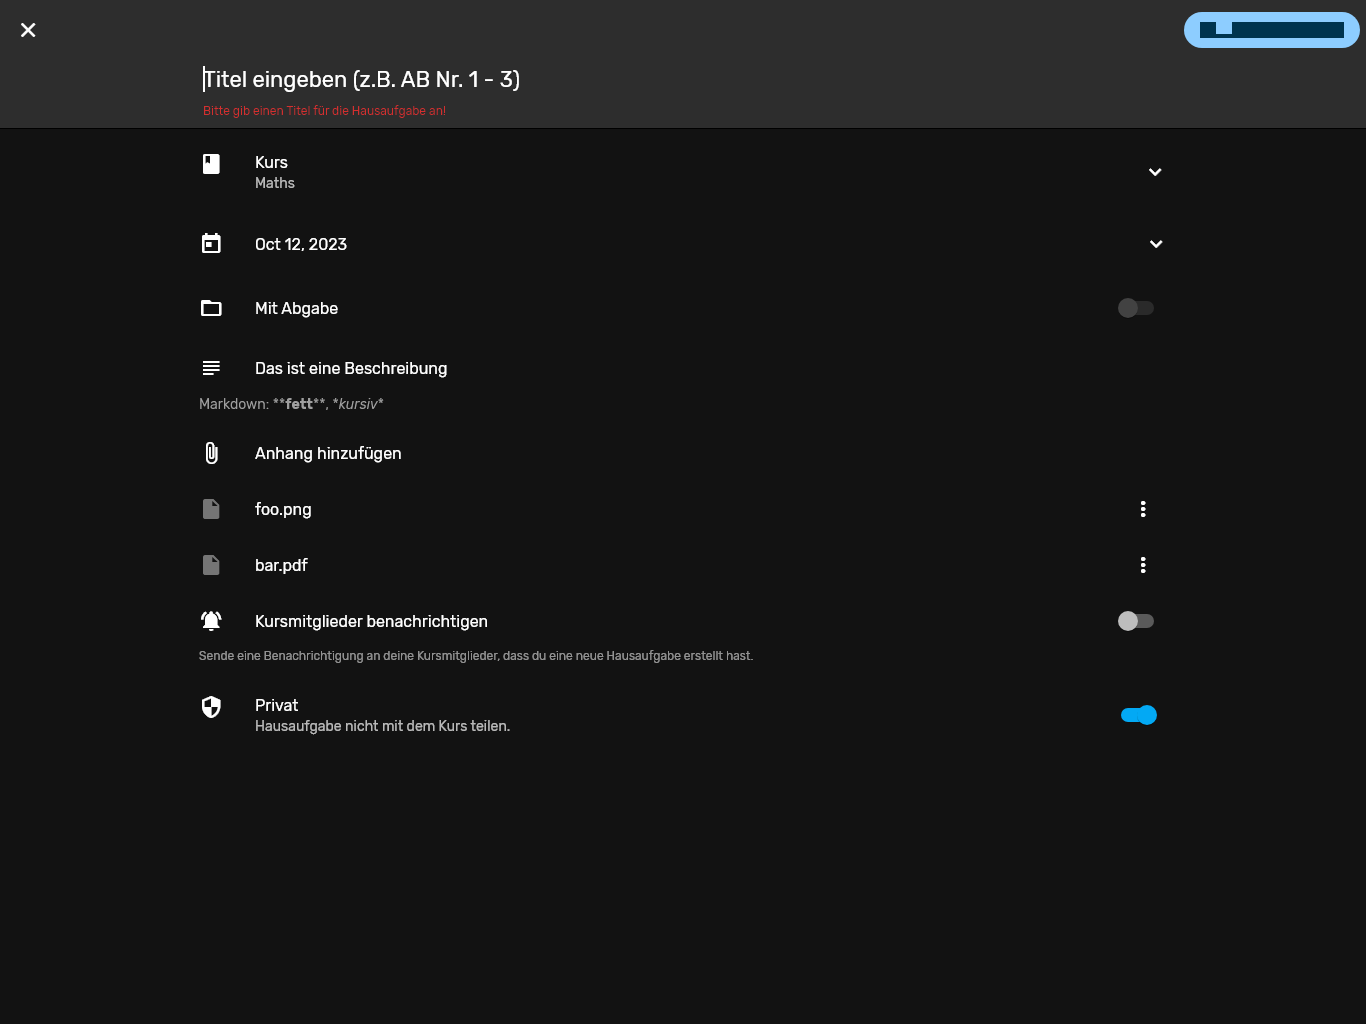 Titel eingeben (z.B. AB Nr. 1 - 3)
Bitte gib einen Titel für die Hausaufgabe an!
Kurs
Maths
Oct 12, 2023
Mit Abgabe
Das ist eine Beschreibung
Markdown: **fett**, *kursiv*
Anhang hinzufügen
foo.png
bar.pdf
Kursmitglieder benachrichtigen
Sende eine Benachrichtigung an deine Kursmitglieder, dass du eine neue Hausaufgabe erstellt hast.
Privat
Hausaufgabe nicht mit dem Kurs teilen.